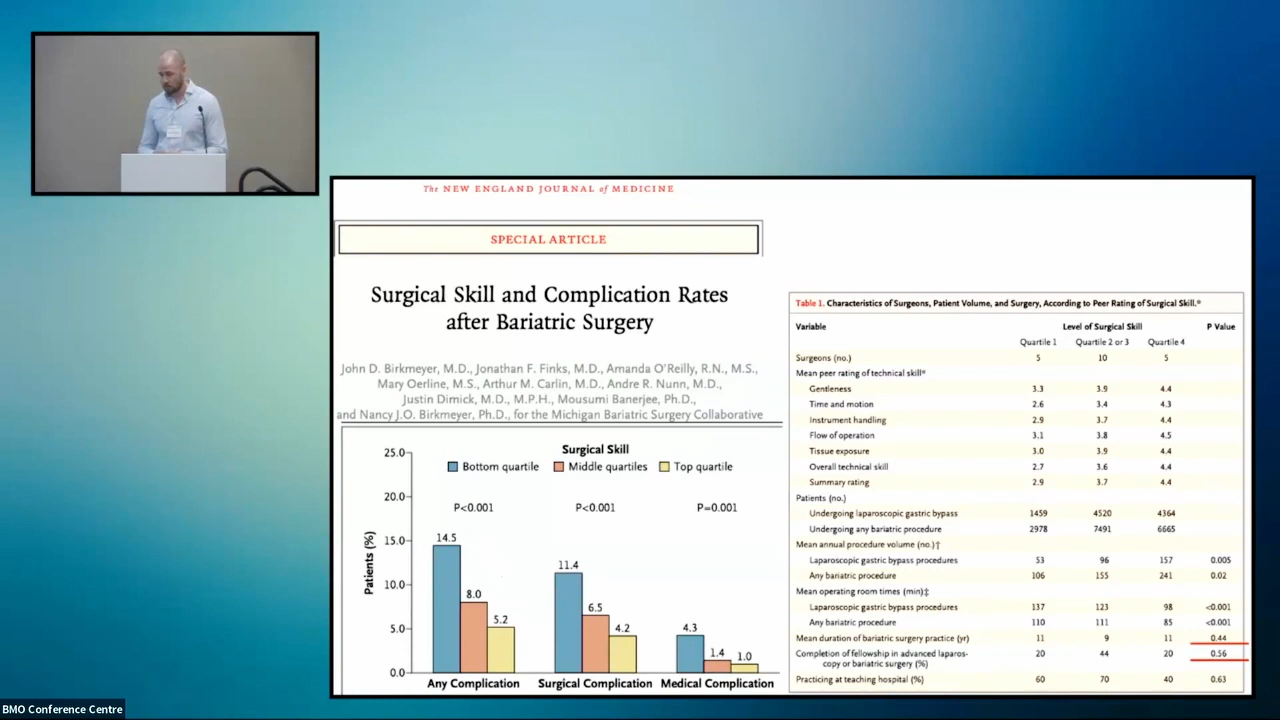 The NEW ENGLAND JOURNAL of MEDICINE
SPECIAL ARTICLE
Surgical Skill and Complication Rates
after Bariatric Surgery
John D. Birkmeyer, M.D., Jonathan F. Finks, M.D., Amanda O'Reilly, R.N., M.S.,
Mary Oerline, M.S., Arthur M. Carlin, M.D., Andre R. Nunn, M.D.,
Justin Dimick, M.D., M.P.H., Mousumi Banerjee, Ph.D.,
and Nancy J.O. Birkmeyer, Ph.D., for the Michigan Bariatric Surgery Collaborative
Surgical Skill
Bottom quartile Middle quartiles Top quartile
P<0.001 P<0.001 P=0.001
Patients (%)
25.0
20.0
15.0
10.0
5.0
0.0
14.5 8.0 5.2
11.4 6.5 4.2
4.3 1.4 1.0
Any Complication Surgical Complication Medical Complication
Table 1. Characteristics of Surgeons, Patient Volume, and Surgery, According to Peer Rating of Surgical Skill.*
Variable Level of Surgical Skill P Value
Quartile 1 Quartile 2 or 3 Quartile 4
Surgeons (no.) 5 10 5
Mean peer rating of technical skill*
Gentleness 3.3 3.9 4.4
Time and motion 2.6 3.4 4.3
Instrument handling 2.9 3.7 4.4
Flow of operation 3.1 3.8 4.5
Tissue exposure 3.0 3.9 4.4
Overall technical skill 2.7 3.6 4.4
Summary rating 2.9 3.7 4.4
Patients (no.)
Undergoing laparoscopic gastric bypass 1459 4520 4364
Undergoing any bariatric procedure 2978 7491 6665
Mean annual procedure volume (no.)†
Laparoscopic gastric bypass procedures 53 96 157 0.005
Any bariatric procedure 106 155 241 0.02
Mean operating room times (min)‡
Laparoscopic gastric bypass procedures 137 123 98 <0.001
Any bariatric procedure 110 111 85 <0.001
Mean duration of bariatric surgery practice (yr) 11 9 11 0.44
Completion of fellowship in advanced laparos- 20 44 20 0.56
copy or bariatric surgery (%)
Practicing at teaching hospital (%) 60 70 40 0.63
BMO Conference Centre